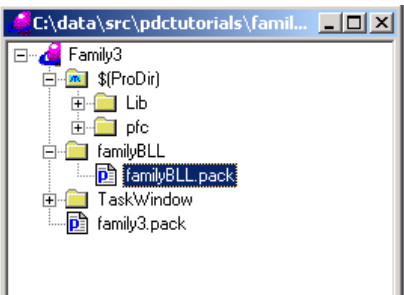 C:\data\src\pdctutorials\famil...
Family3
$(ProDir)
Lib
pfc
familyBLL
familyBLL.pack
TaskWindow
family3.pack